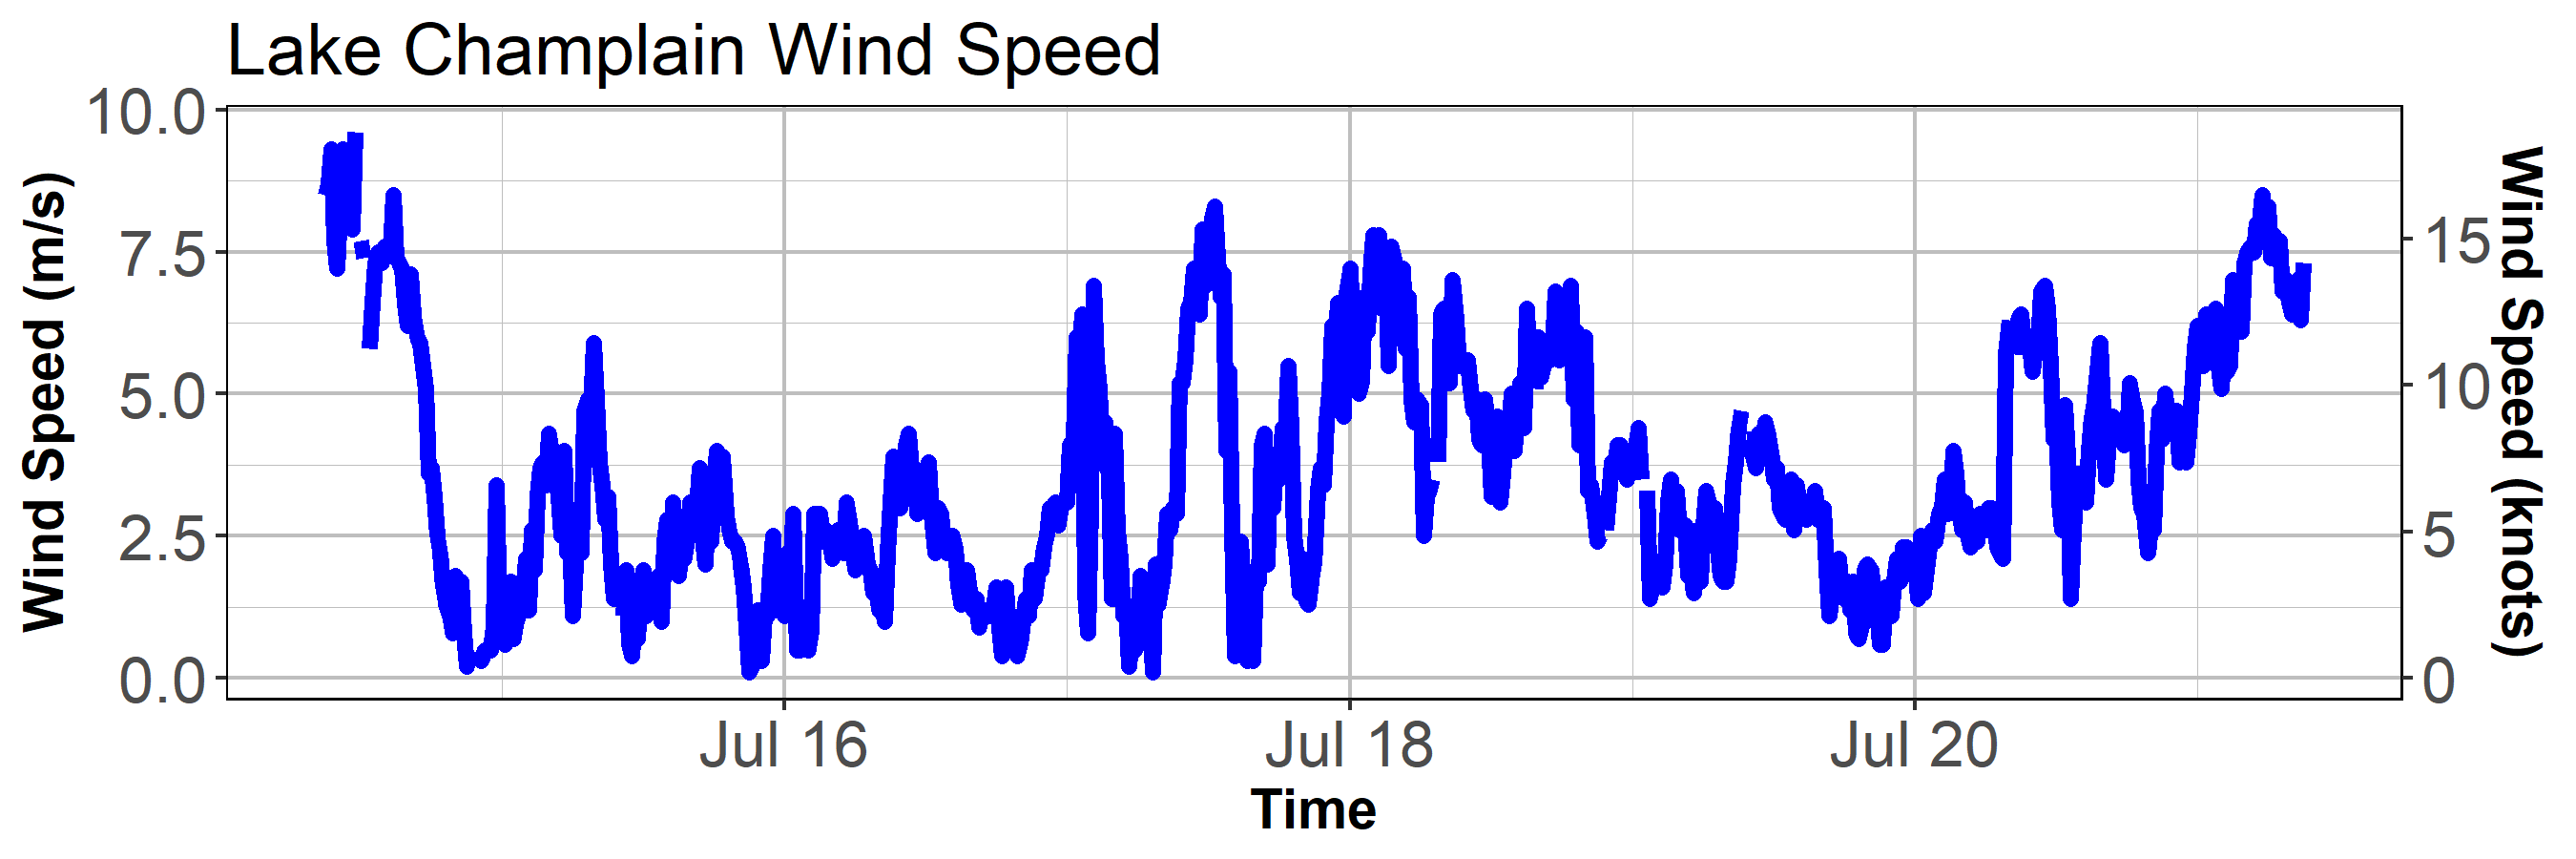 Lake Champlain Wind Speed
Wind Speed (m/s)
10.0
7.5
5.0
2.5
0.0
Wind Speed (knots)
15
10
5
0
Jul 16
Jul 18
Jul 20
Time